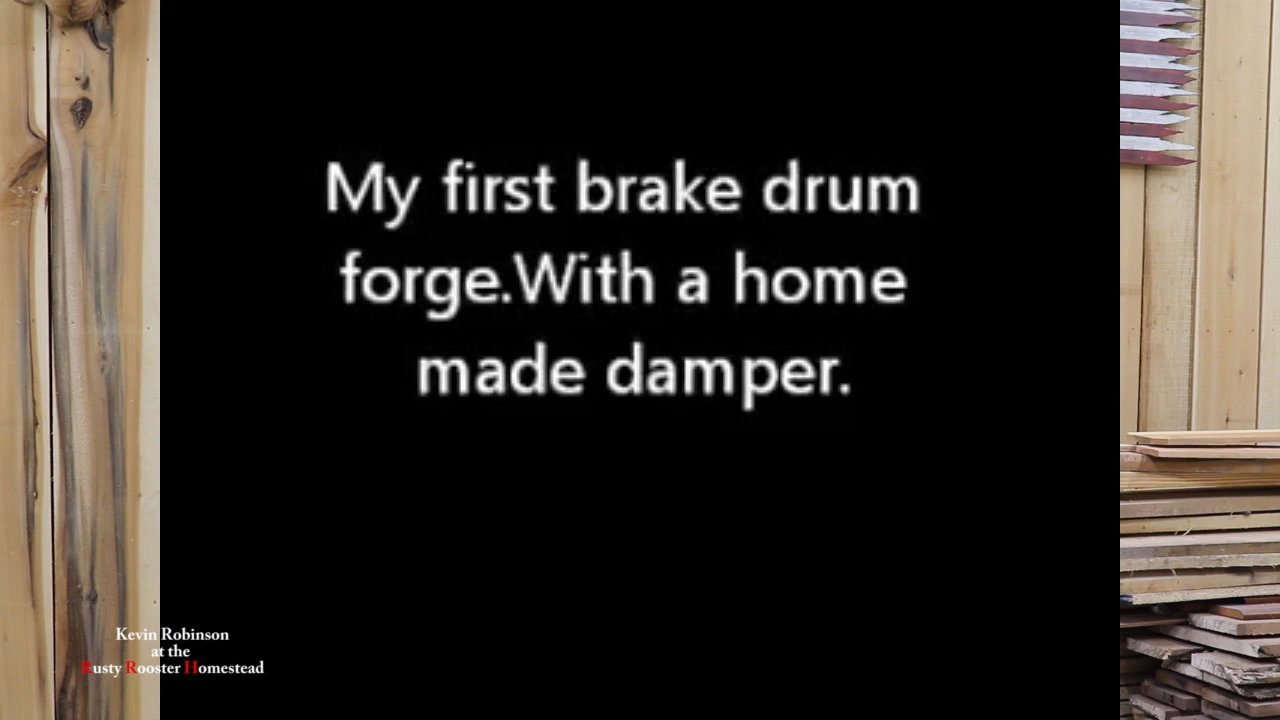 My first brake drum
forge.With a home
made damper.
Kevin Robinson
at the
Rusty Rooster Homestead